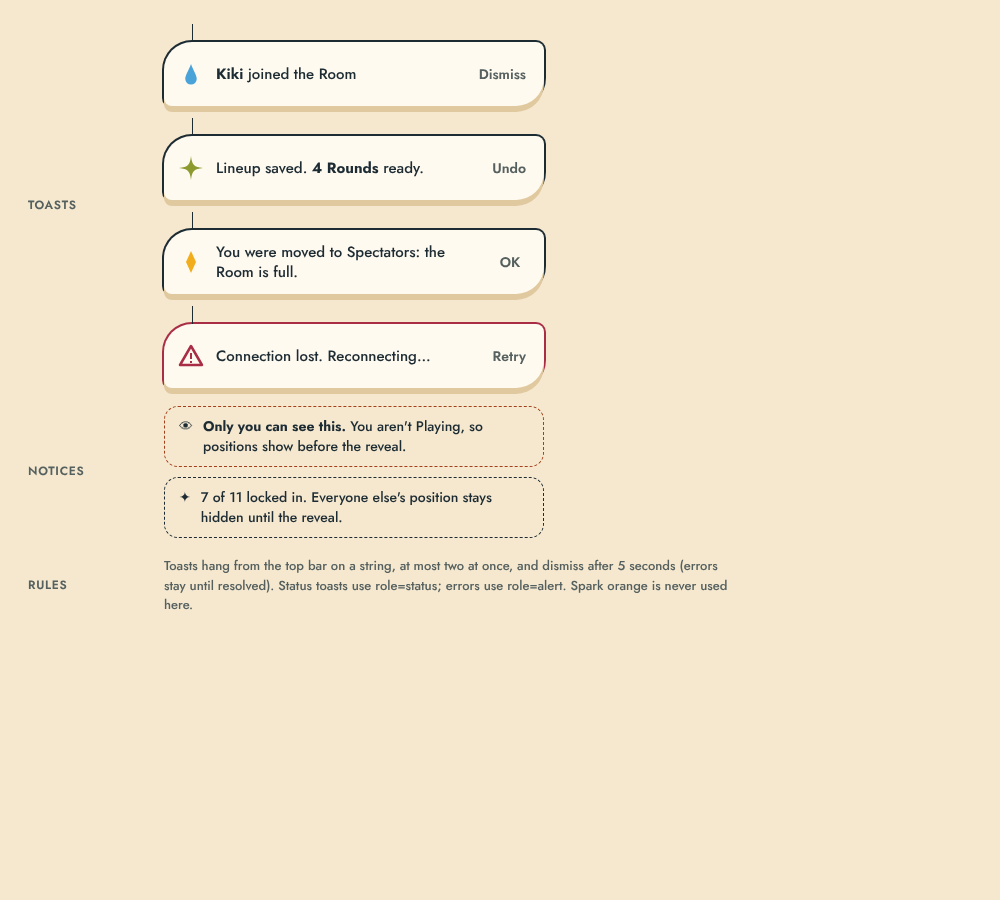 Kiki joined the Room
Dismiss
Lineup saved. 4 Rounds ready.
Undo
TOASTS
You were moved to Spectators: the
Room is full.
OK
Connection lost. Reconnecting…
Retry
Only you can see this. You aren't Playing, so
positions show before the reveal.
NOTICES
7 of 11 locked in. Everyone else's position stays
hidden until the reveal.
RULES
Toasts hang from the top bar on a string, at most two at once, and dismiss after 5 seconds (errors
stay until resolved). Status toasts use role=status; errors use role=alert. Spark orange is never used
here.